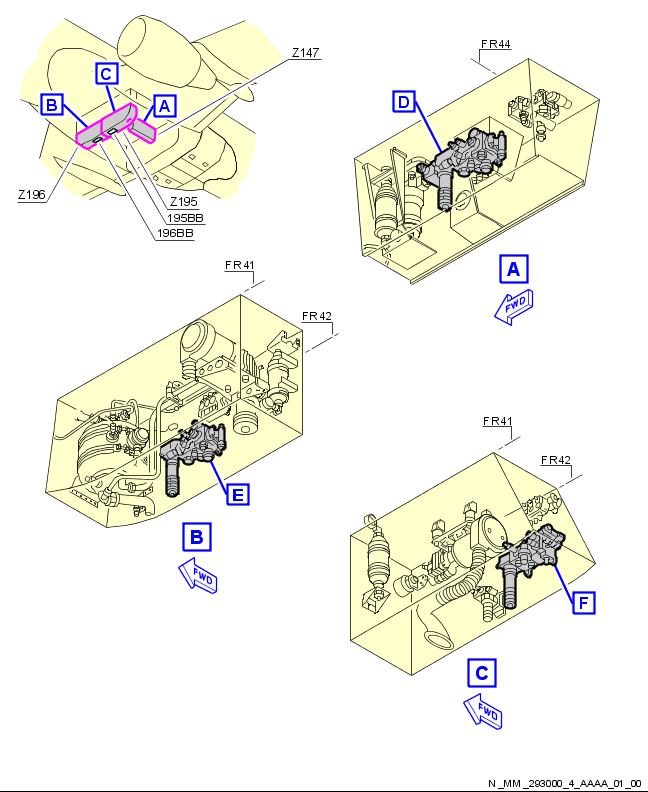 Z147
C
B
A
Z196
Z195
195BB
196BB
FR44
D
A
FWD
FR41
FR42
E
B
FWD
FR41
FR42
F
C
FWD
N_MM_293000_4_AAAA_01_00